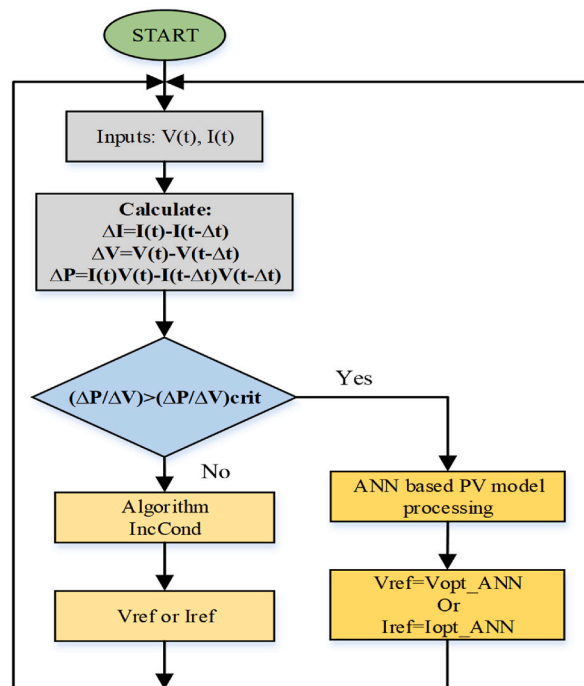 START
Inputs: V(t), I(t)
Calculate:
ΔI=I(t)-I(t-Δt)
ΔV=V(t)-V(t-Δt)
ΔP=I(t)V(t)-I(t-Δt)V(t-Δt)
(ΔP/ΔV)>(ΔP/ΔV)crit
Yes
No
Algorithm
IncCond
Vref or Iref
ANN based PV model
processing
Vref=Vopt_ANN
Or
Iref=Iopt_ANN